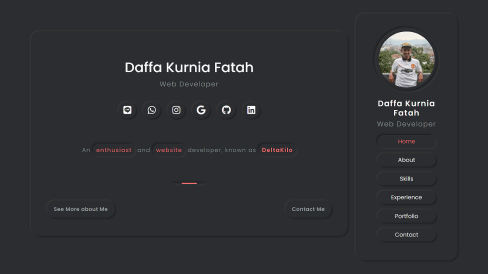 Daffa Kurnia Fatah
Web Developer
An enthusiast and website developer, known as DeltaKilo
See More about Me
Contact Me
Daffa Kurnia
Fatah
Web Developer
Home
About
Skills
Experience
Portfolio
Contact